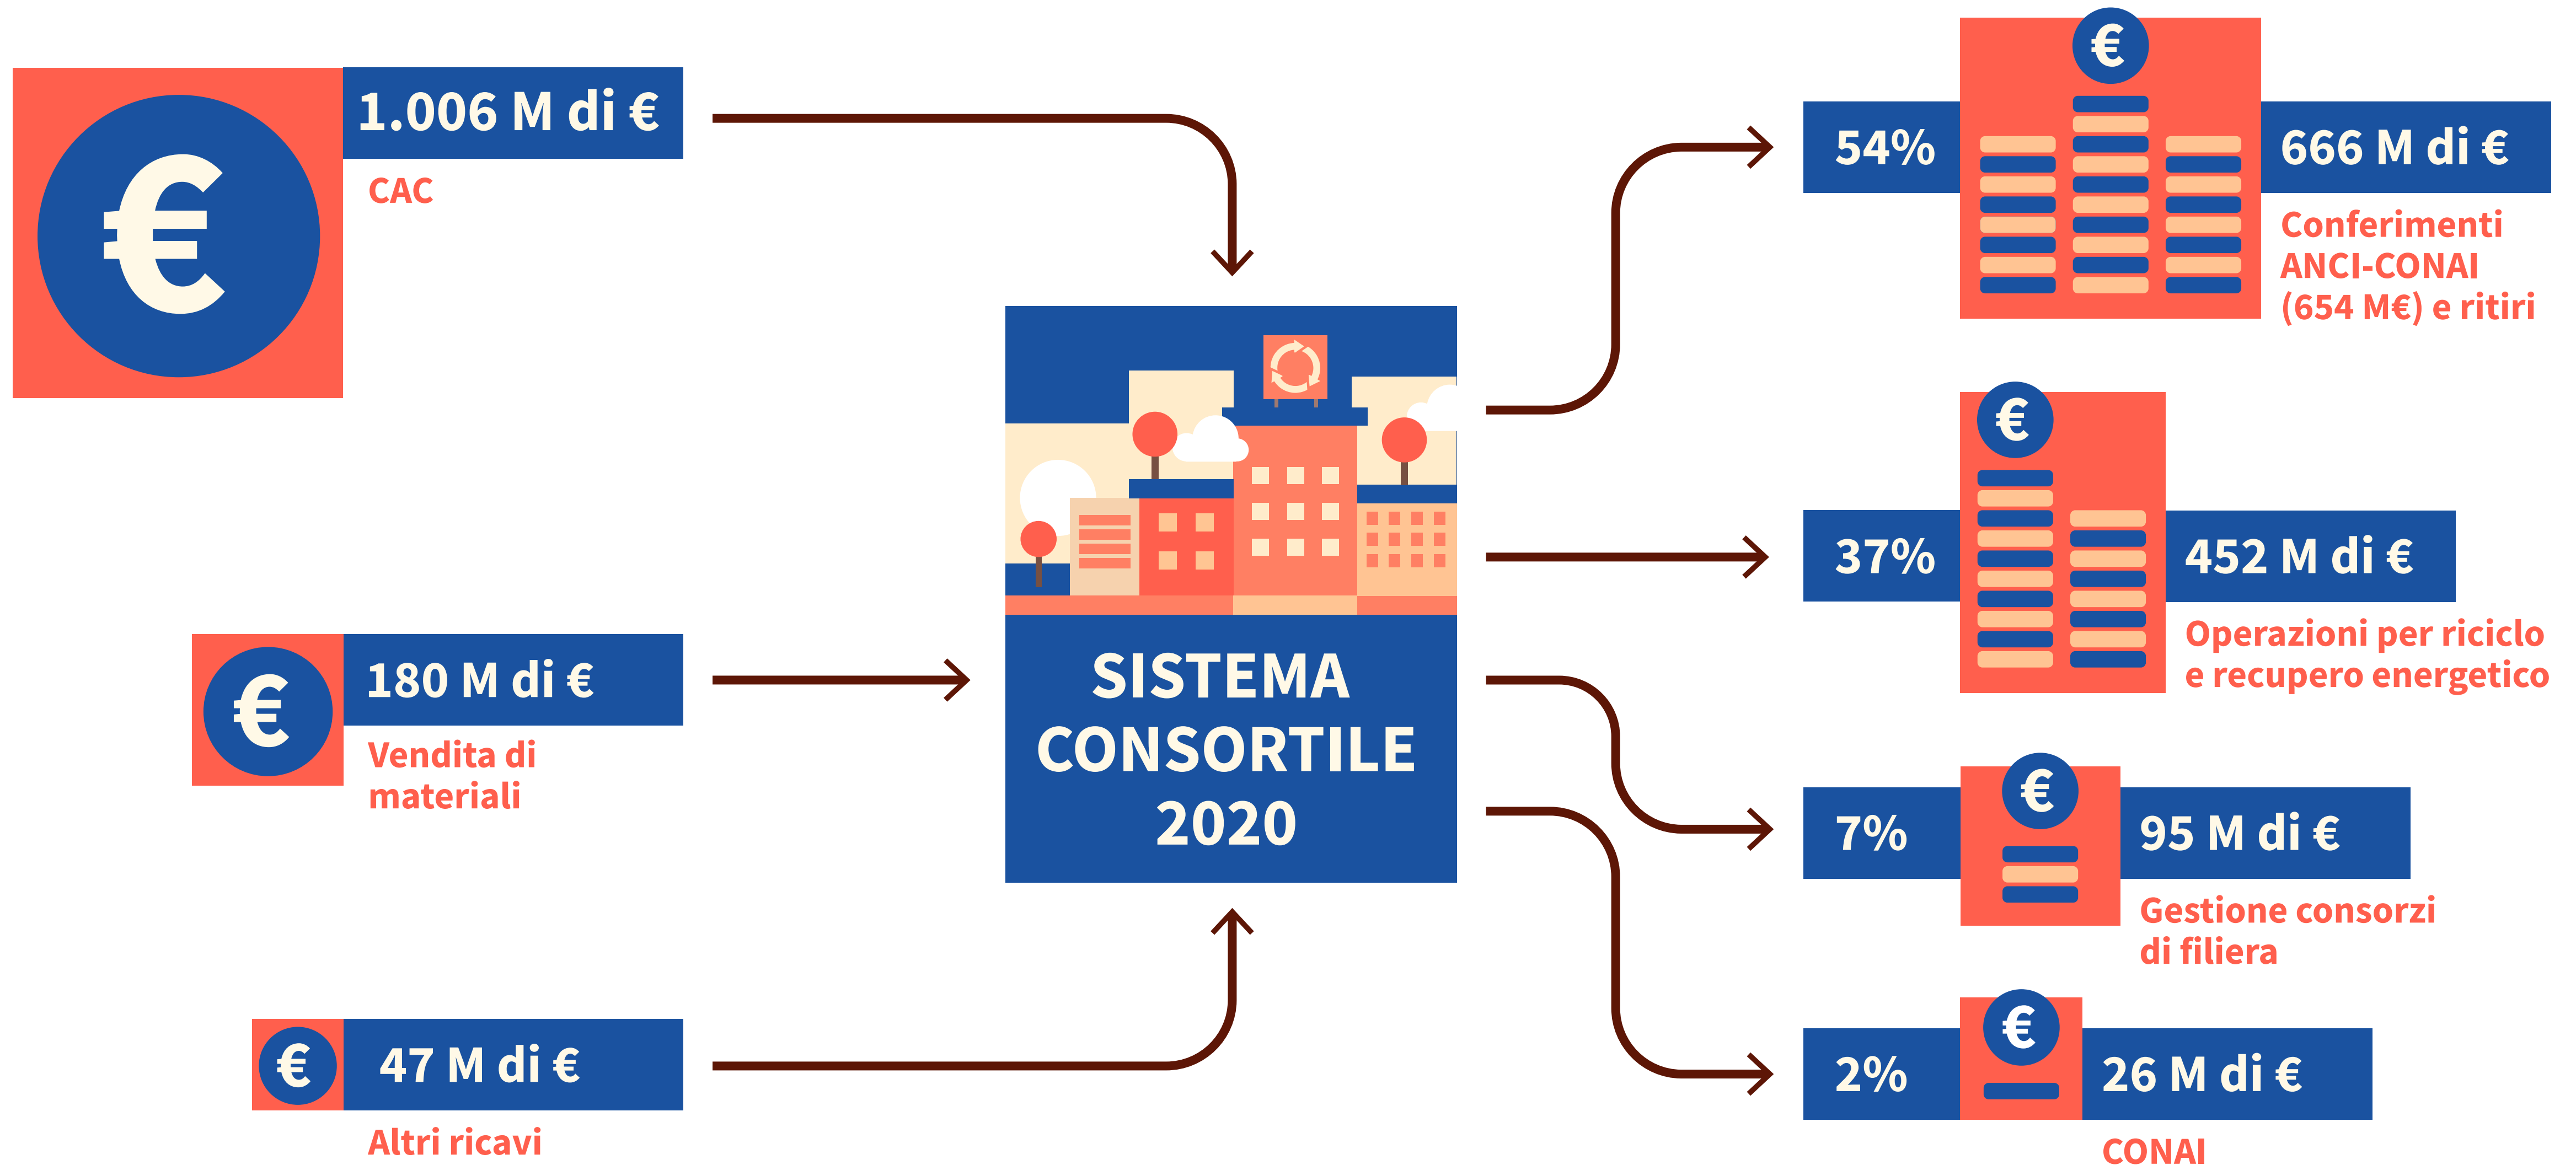 €
1.006 M di €
CAC
€
180 M di €
Vendita di
materiali
€
47 M di €
Altri ricavi
SISTEMA
CONSORTILE
2020
€
54%
666 M di €
Conferimenti
ANCI-CONAI
(654 M€) e ritiri
€
37%
452 M di €
Operazioni per riciclo
e recupero energetico
€
7%
95 M di €
Gestione consorzi
di filiera
€
2%
26 M di €
CONAI